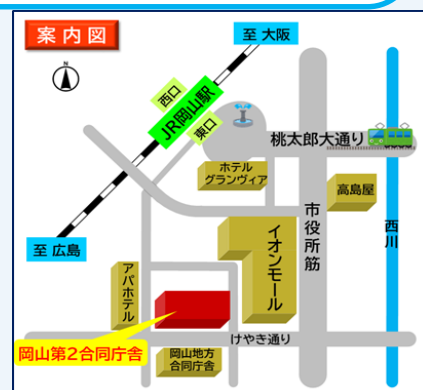 案内図
至 大阪
N
西口
JR岡山駅
東口
桃太郎大通り
ホテル
グランヴィア
高島屋
市役所筋
西川
イオンモール
至 広島
アパホテル
岡山第2合同庁舎
けやき通り
岡山地方
合同庁舎